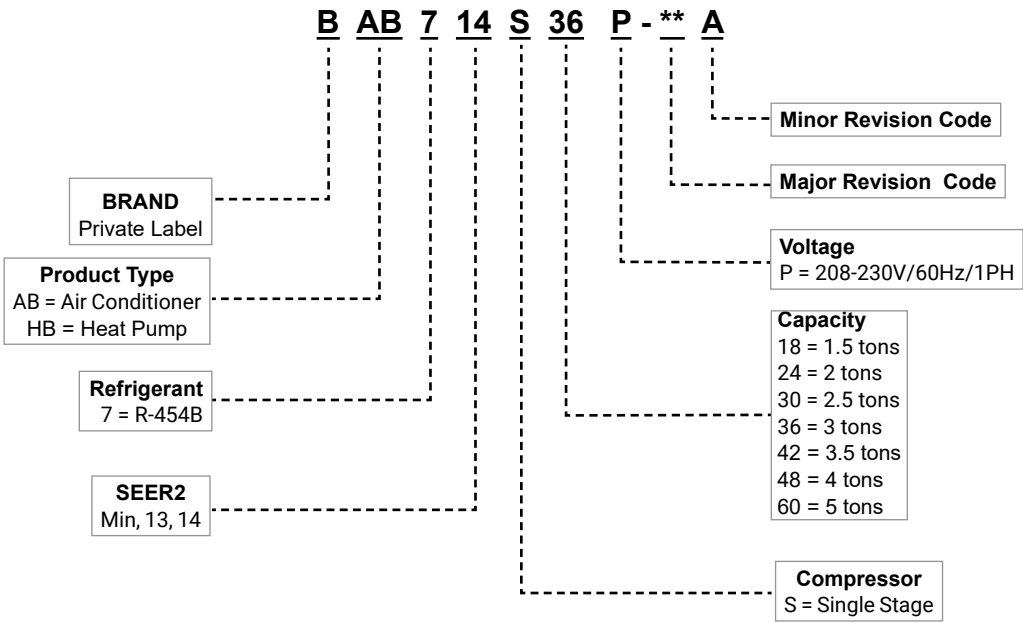 B AB 7 14 S 36 P - ** A
Minor Revision Code
Major Revision Code
BRAND
Private Label
Voltage
P = 208-230V/60Hz/1PH
Product Type
AB = Air Conditioner
HB = Heat Pump
Capacity
18 = 1.5 tons
24 = 2 tons
30 = 2.5 tons
36 = 3 tons
42 = 3.5 tons
48 = 4 tons
60 = 5 tons
Refrigerant
7 = R-454B
SEER2
Min, 13, 14
Compressor
S = Single Stage